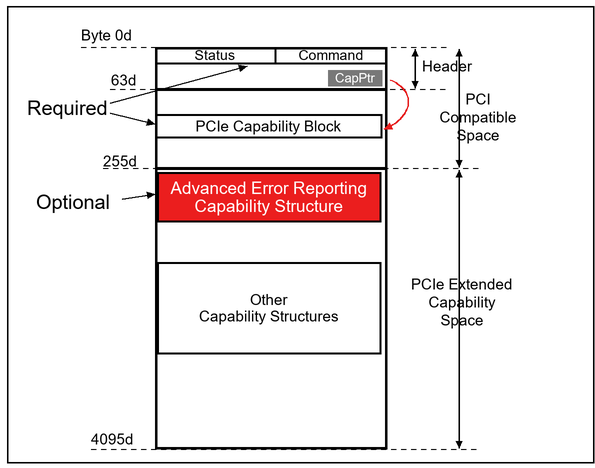 Byte 0d
Status
Command
Header
63d
CapPtr
Required
PCI
Compatible
Space
PCIe Capability Block
255d
Optional
Advanced Error Reporting
Capability Structure
PCIe Extended
Capability
Space
Other
Capability Structures
4095d